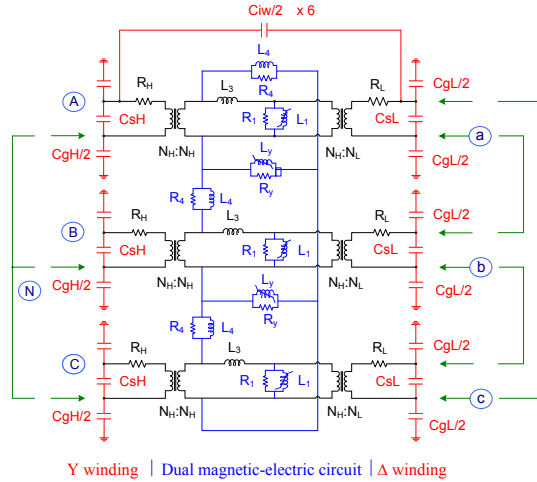 Ciw/2 x 6
L4
R4
CgL/2
RH
L3
RL
A
CsH
R1
L1
CsL
a
CgH/2
NH:NH
Ly
NH:NL
CgL/2
Ry
R4
L4
CgL/2
B
RH
L3
RL
CsH
R1
L1
CsL
b
CgH/2
N
NH:NH
Ly
NH:NL
CgL/2
R4
L4
Ry
CgL/2
C
RH
L3
RL
CsH
R1
L1
CsL
c
CgH/2
NH:NH
NH:NL
CgL/2
Y winding | Dual magnetic-electric circuit | Δ winding